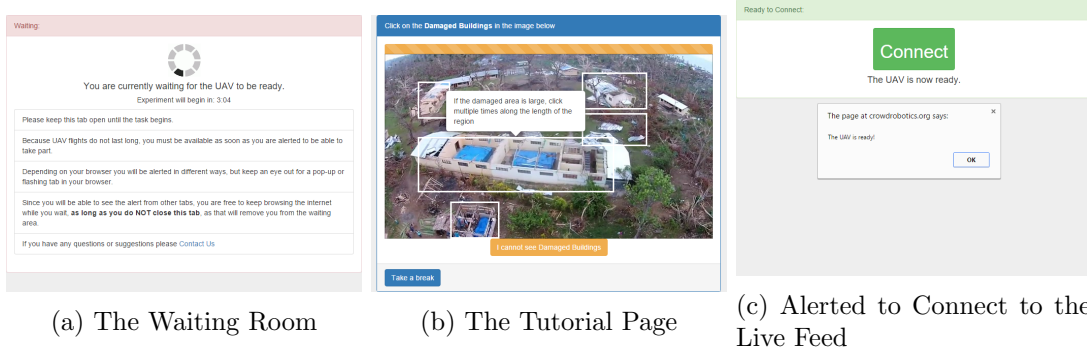 Waiting:
You are currently waiting for the UAV to be ready.
Experiment will begin in: 3:04
Please keep this tab open until the task begins.
Because UAV flights do not last long, you must be available as soon as you are alerted to be able to
take part.
Depending on your browser you will be alerted in different ways, but keep an eye out for a pop-up or
flashing tab in your browser.
Since you will be able to see the alert from other tabs, you are free to keep browsing the internet
while you wait, as long as you do NOT close this tab, as that will remove you from the waiting
area.
If you have any questions or suggestions please Contact Us
(a) The Waiting Room
Click on the Damaged Buildings in the image below
If the damaged area is large, click
multiple times along the length of the
region
I cannot see Damaged Buildings
Take a break
(b) The Tutorial Page
Ready to Connect:
Connect
The UAV is now ready.
The page at crowdrobotics.org says:
×
The UAV is ready!
OK
(c) Alerted to Connect to the
Live Feed